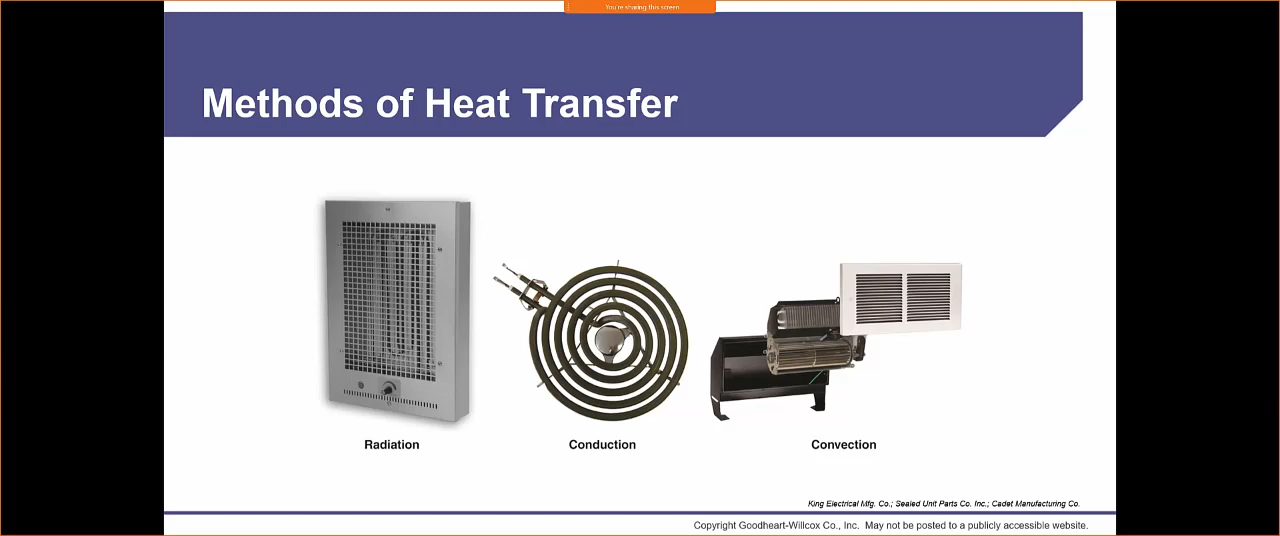 You're sharing this screen
Methods of Heat Transfer
Radiation
Conduction
Convection
King Electrical Mfg. Co.; Sealed Unit Parts Co. Inc.; Cadet Manufacturing Co.
Copyright Goodheart-Willcox Co., Inc. May not be posted to a publicly accessible website.